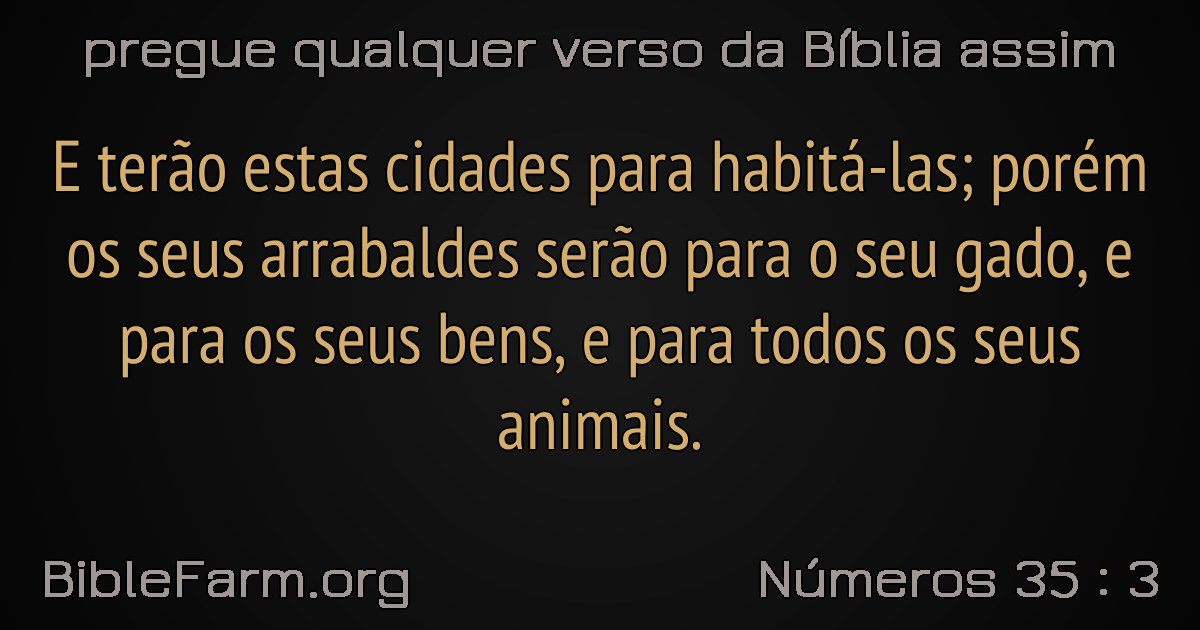 pregue qualquer verso da Bíblia assim
E terão estas cidades para habitá-las; porém
os seus arrabaldes serão para o seu gado, e
para os seus bens, e para todos os seus
animais.
BibleFarm.org
Números 35 : 3